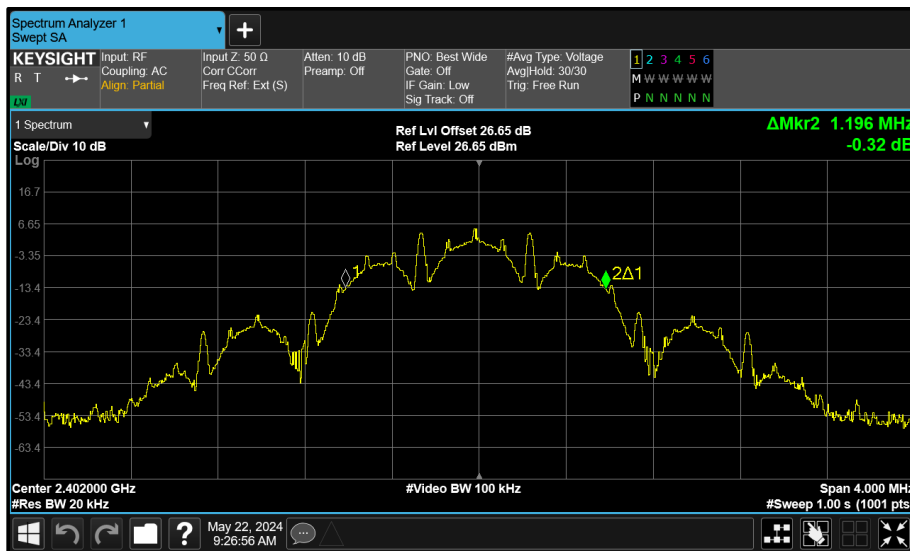 Spectrum Analyzer 1
Swept SA
+
KEYSIGHT
R T
LXI
Input: RF
Coupling: AC
Align: Partial
Input Z: 50 Ω
Corr CCorr
Freq Ref: Ext (S)
Atten: 10 dB
Preamp: Off
PNO: Best Wide
Gate: Off
IF Gain: Low
Sig Track: Off
#Avg Type: Voltage
Avg|Hold: 30/30
Trig: Free Run
1 2 3 4 5 6
M W W W W W
P N N N N N
1 Spectrum
Scale/Div 10 dB
Ref Lvl Offset 26.65 dB
Ref Level 26.65 dBm
ΔMkr2 1.196 MHz
-0.32 dB
Log
16.7
6.65
-3.35
-13.4
-23.4
-33.4
-43.4
-53.4
-63.4
1
2Δ1
Center 2.402000 GHz
#Res BW 20 kHz
#Video BW 100 kHz
Span 4.000 MHz
#Sweep 1.00 s (1001 pts
?
May 22, 2024
9:26:56 AM